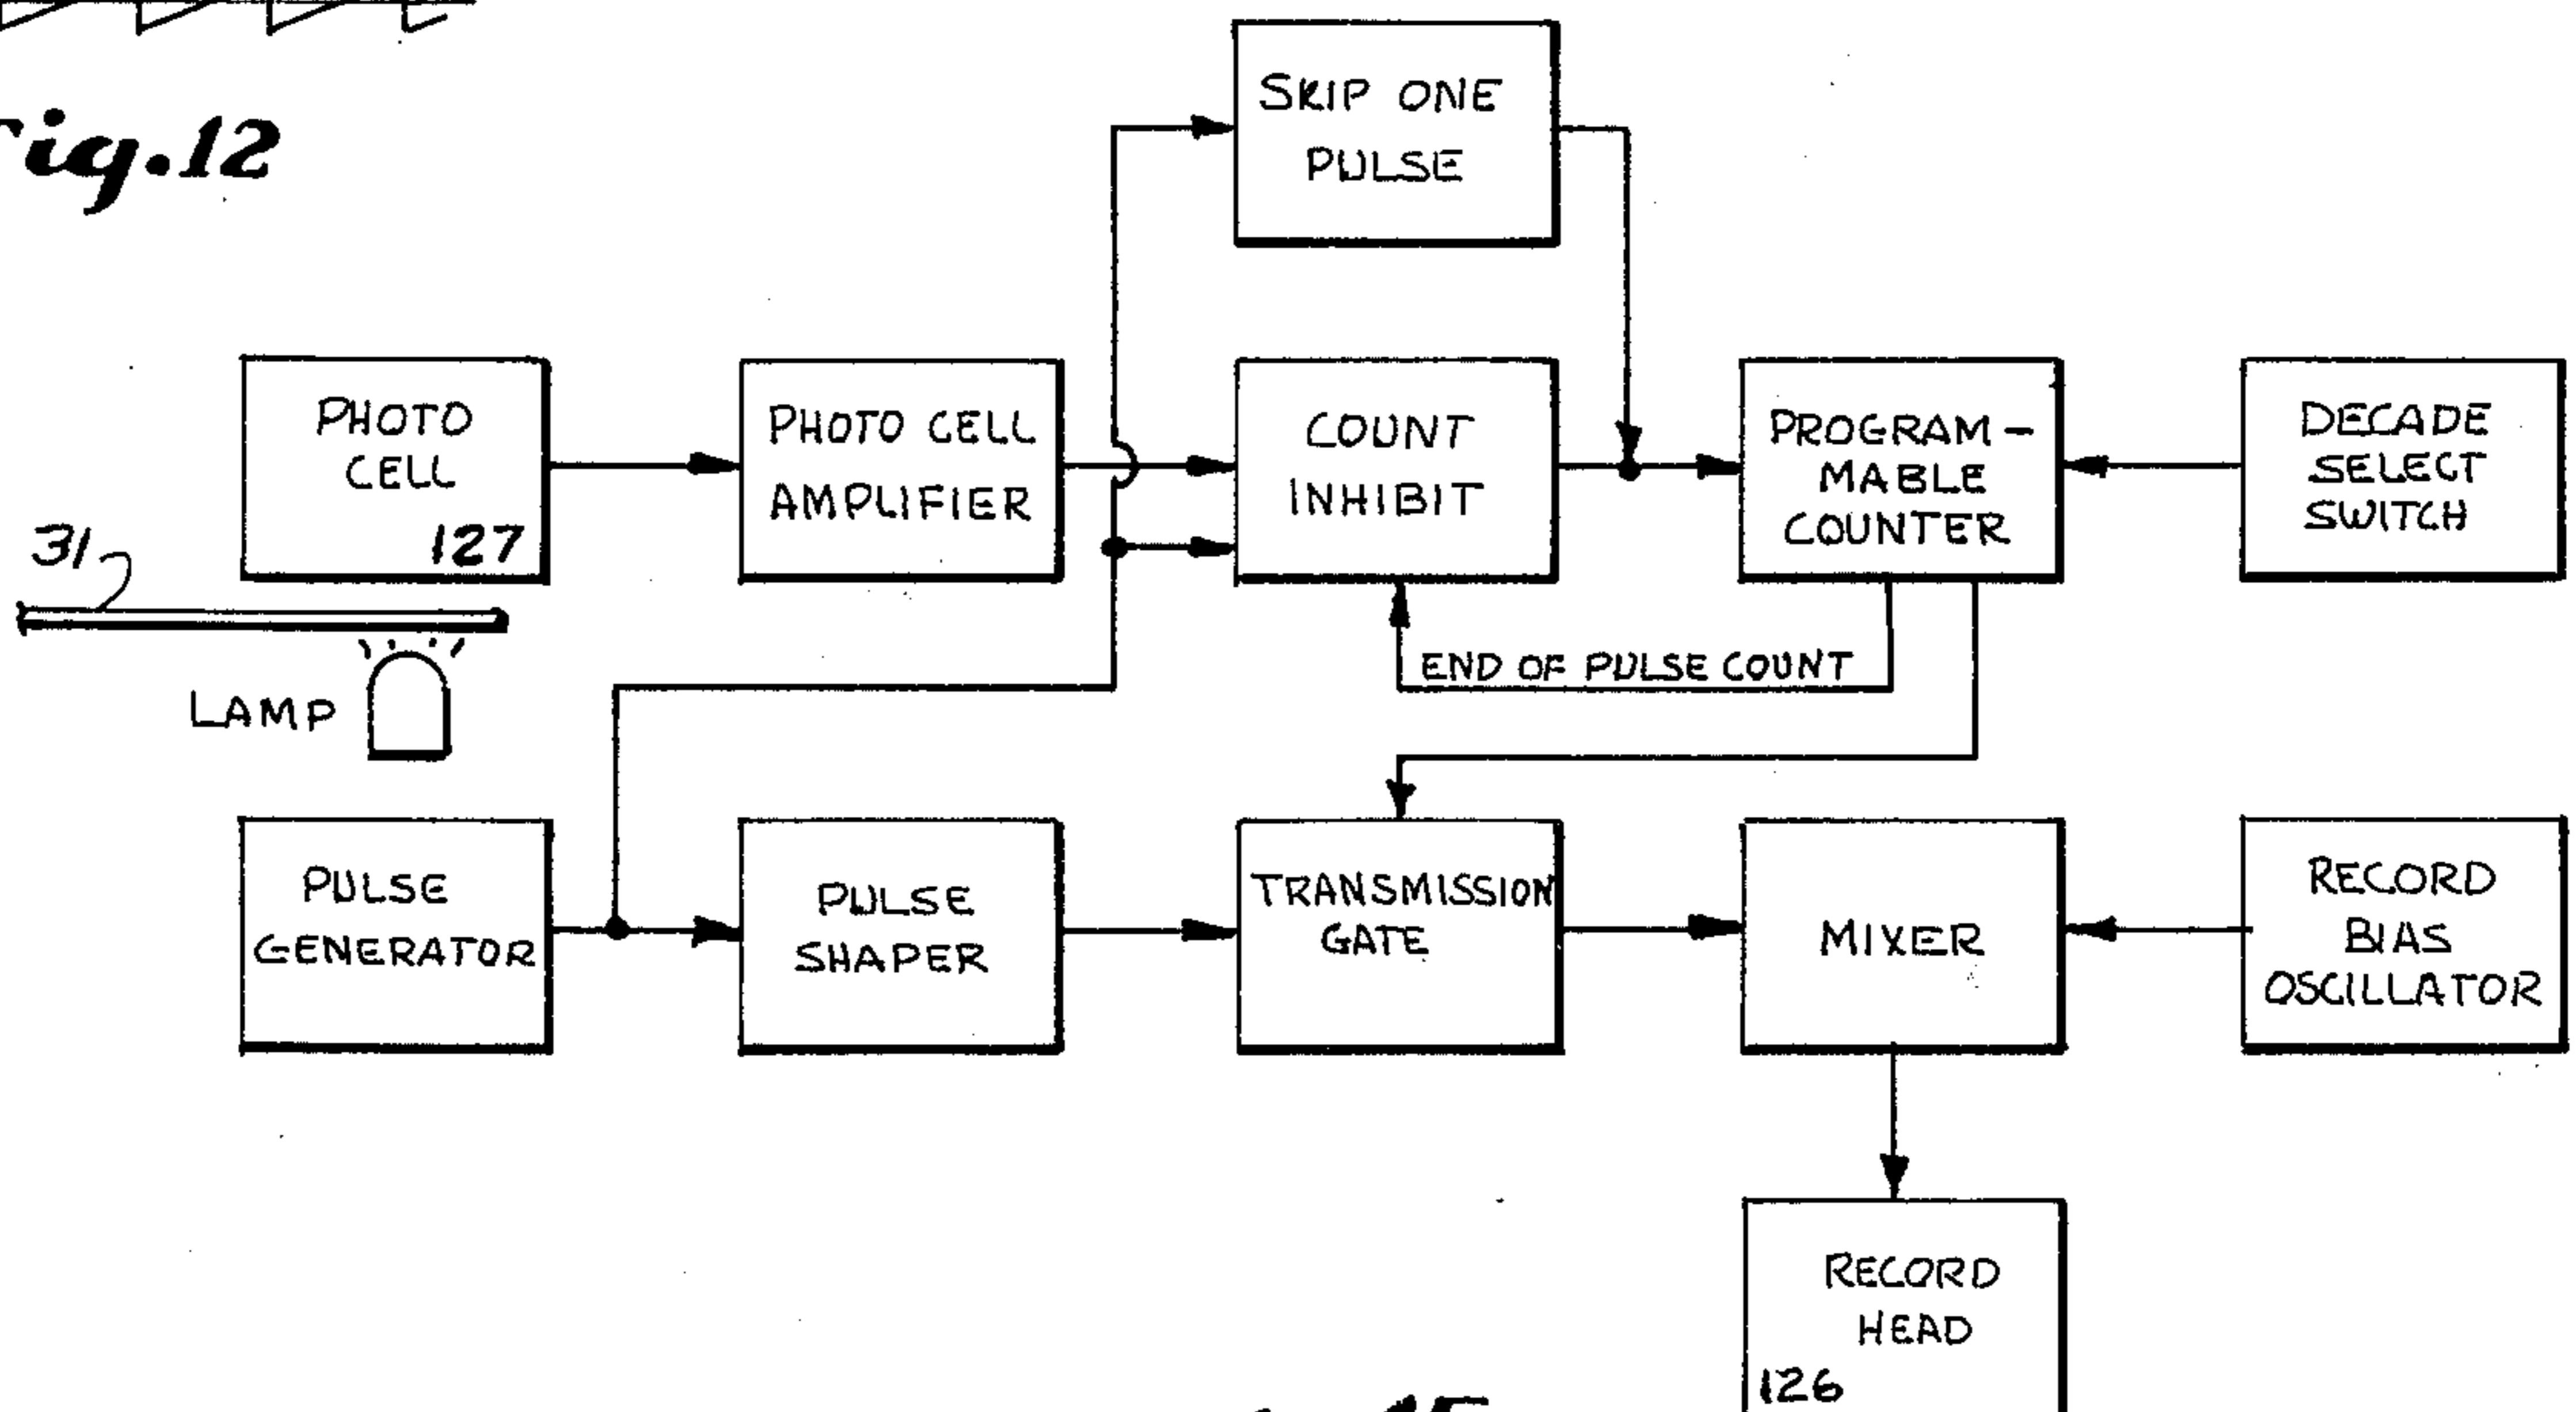 Fig.12
SKIP ONE
PULSE
PHOTO
CELL
127
PHOTO CELL
AMPLIFIER
COUNT
INHIBIT
PROGRAM-
MABLE
COUNTER
DECADE
SELECT
SWITCH
31
END OF PULSE COUNT
LAMP
PULSE
GENERATOR
PULSE
SHAPER
TRANSMISSION
GATE
MIXER
RECORD
BIAS
OSCILLATOR
RECORD
HEAD
126